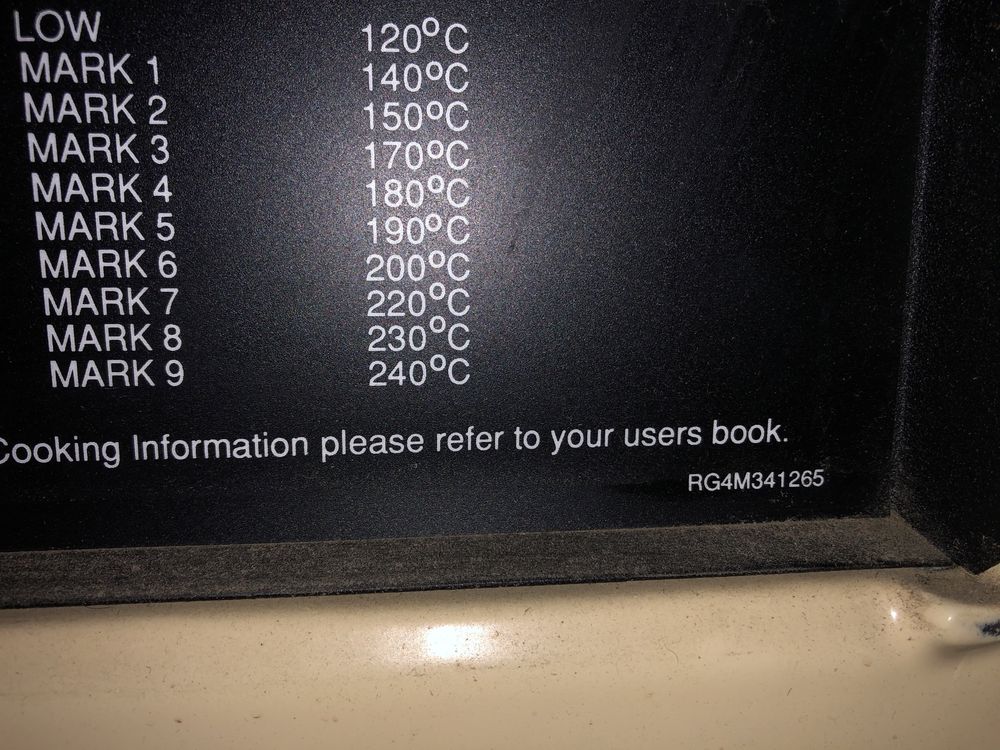 LOW 120°C
MARK 1 140°C
MARK 2 150°C
MARK 3 170°C
MARK 4 180°C
MARK 5 190°C
MARK 6 200°C
MARK 7 220°C
MARK 8 230°C
MARK 9 240°C
Cooking Information please refer to your users book.
RG4M341265